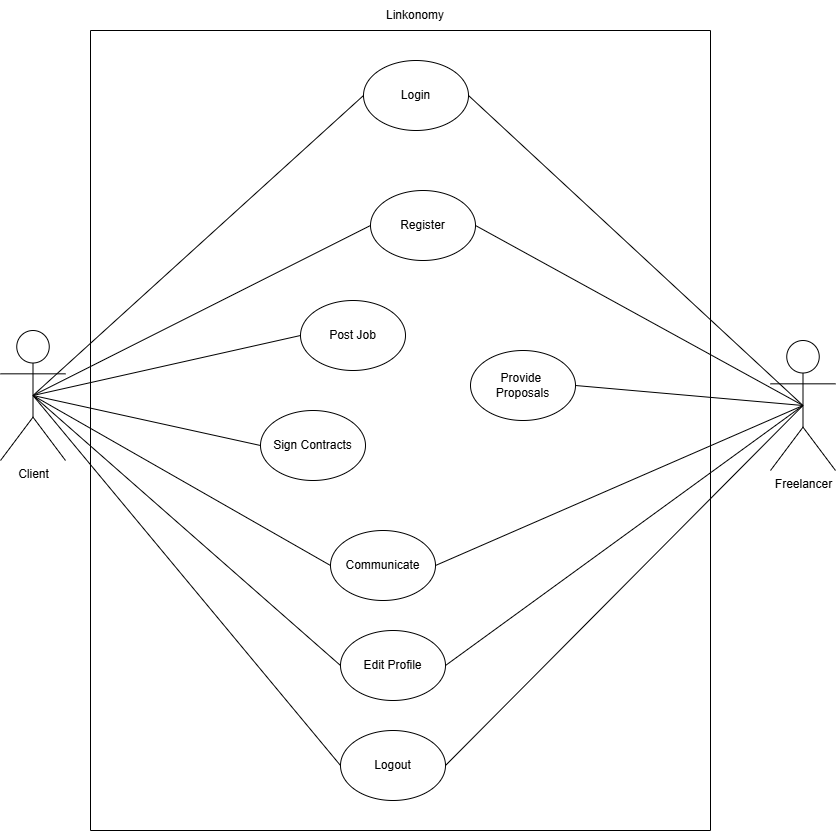 Linkonomy
Login
Register
Post Job
Provide
Proposals
Sign Contracts
Client
Freelancer
Communicate
Edit Profile
Logout